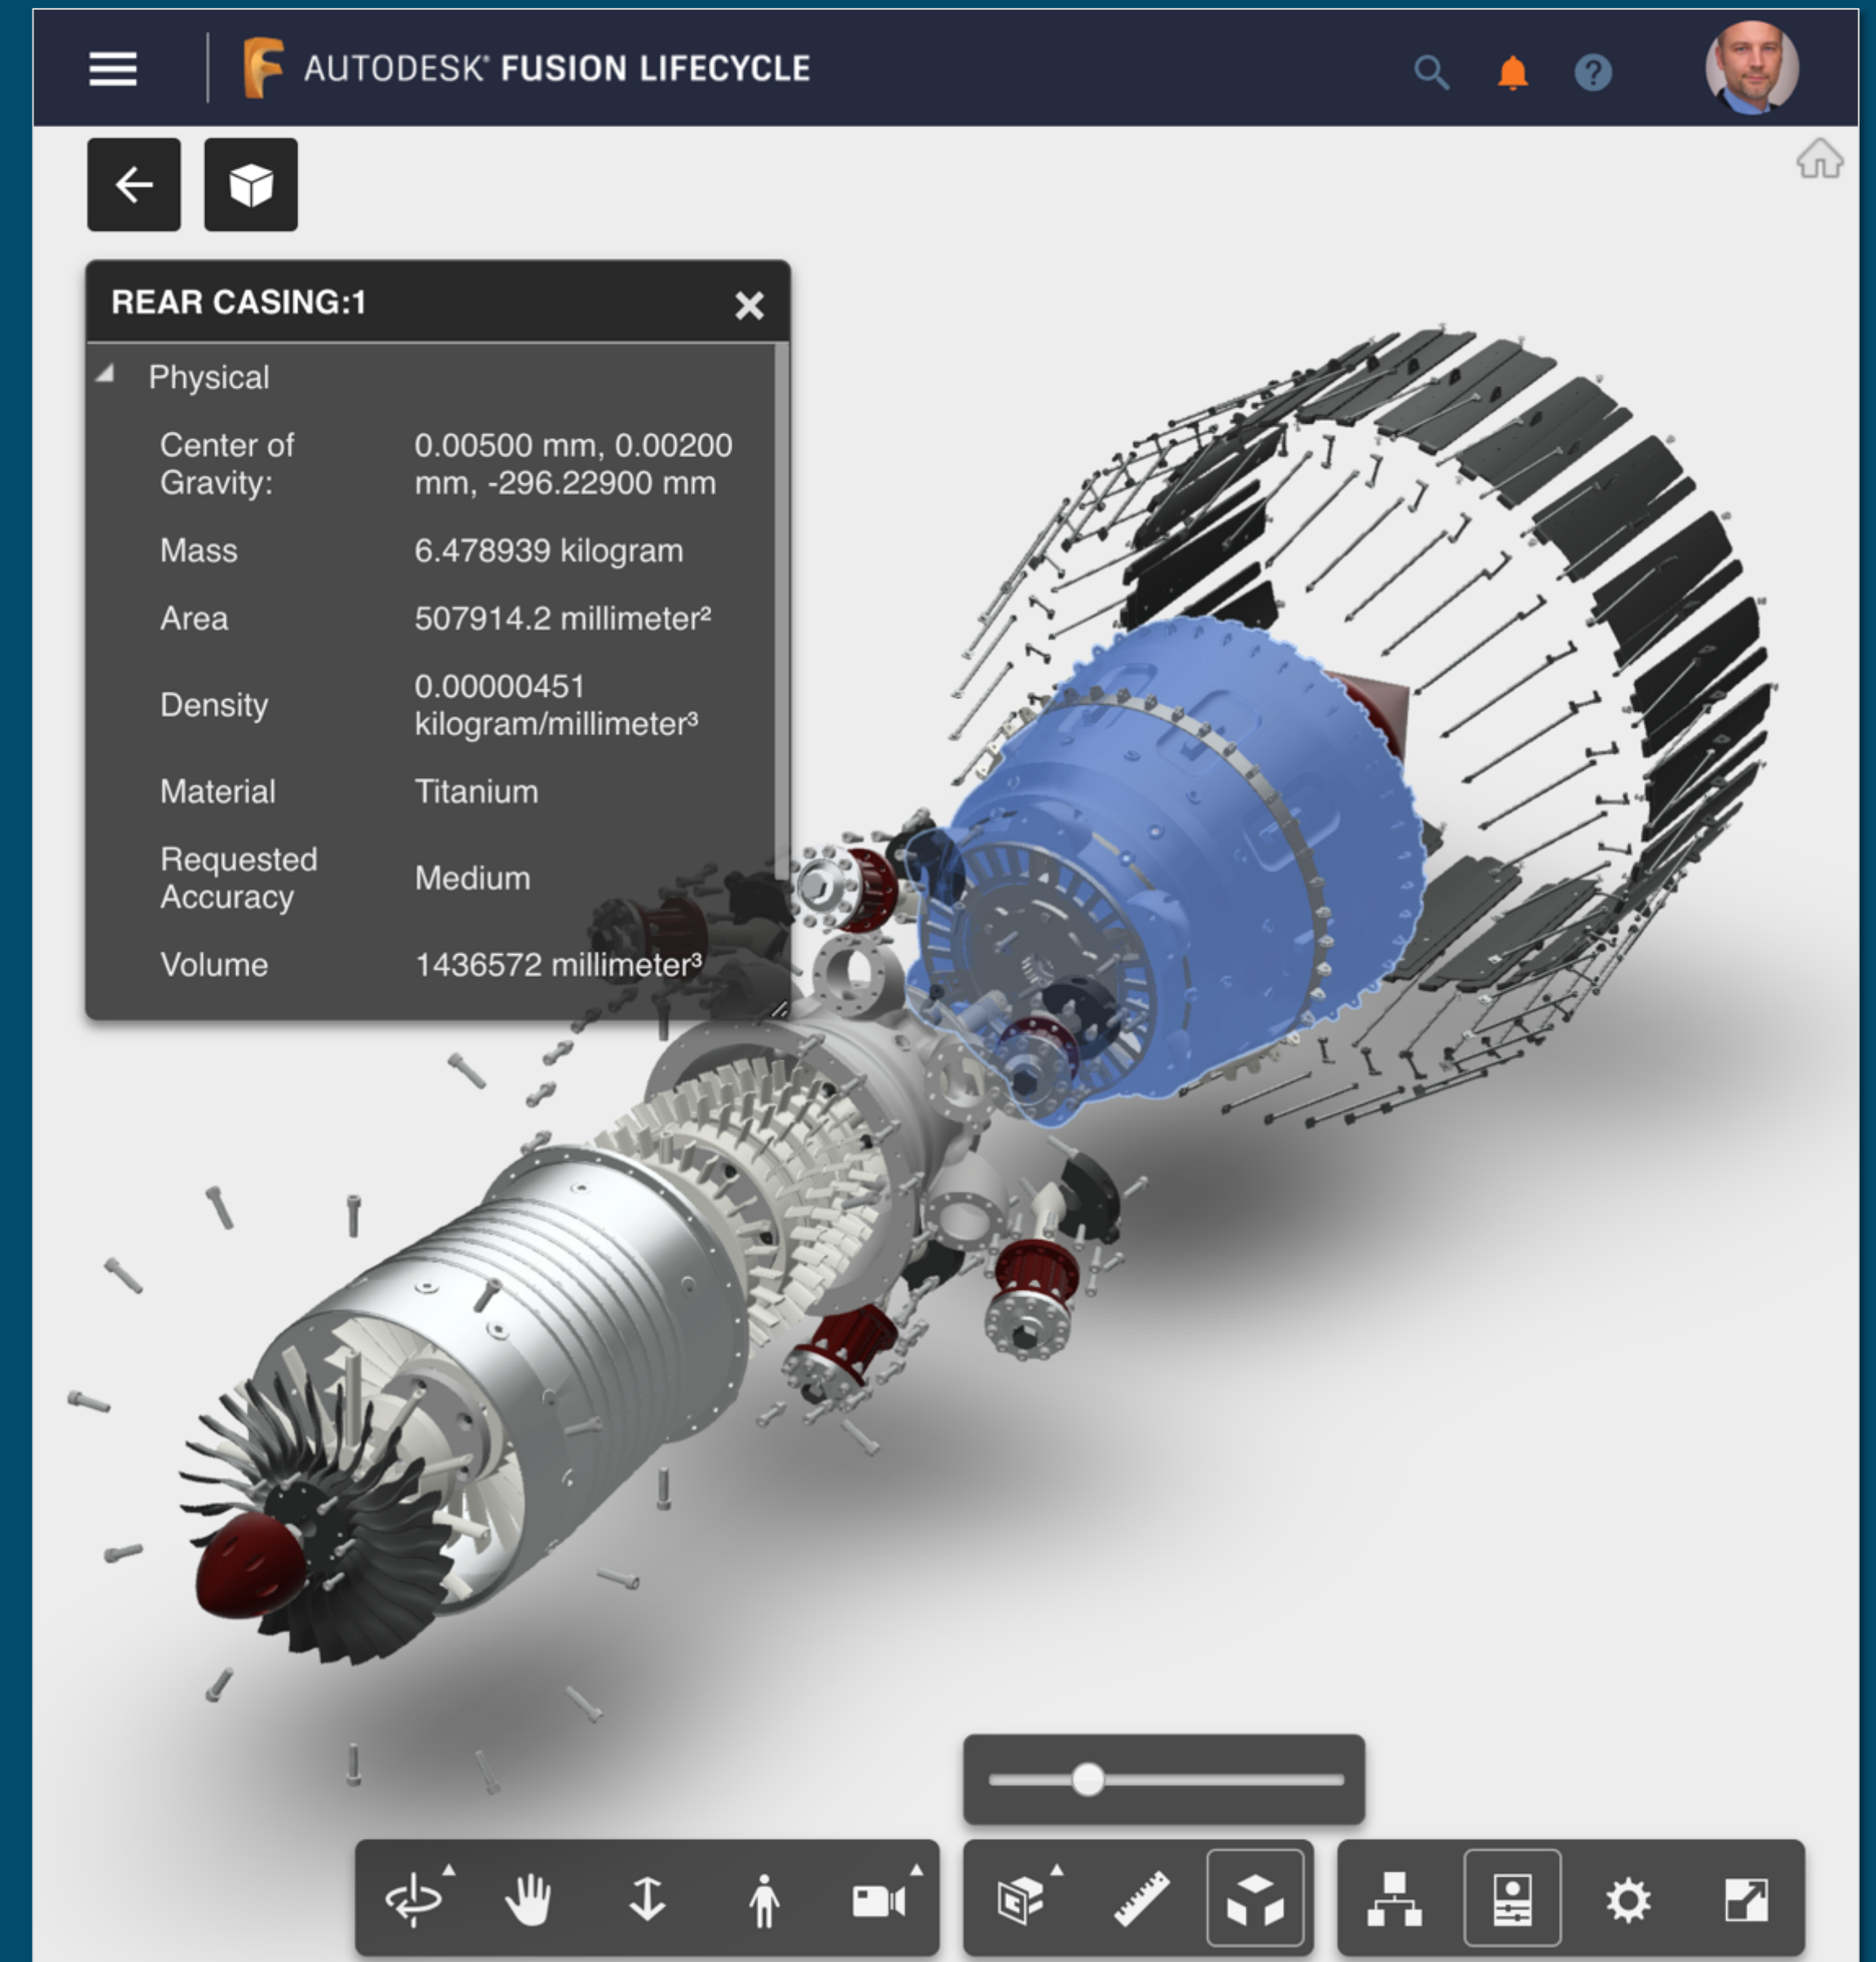 AUTODESK® FUSION LIFECYCLE
?
REAR CASING:1
Physical
Center of
Gravity:
0.00500 mm, 0.00200
mm, -296.22900 mm
Mass
6.478939 kilogram
Area
507914.2 millimeter²
Density
0.00000451
kilogram/millimeter³
Material
Titanium
Requested
Accuracy
Medium
Volume
1436572 millimeter³